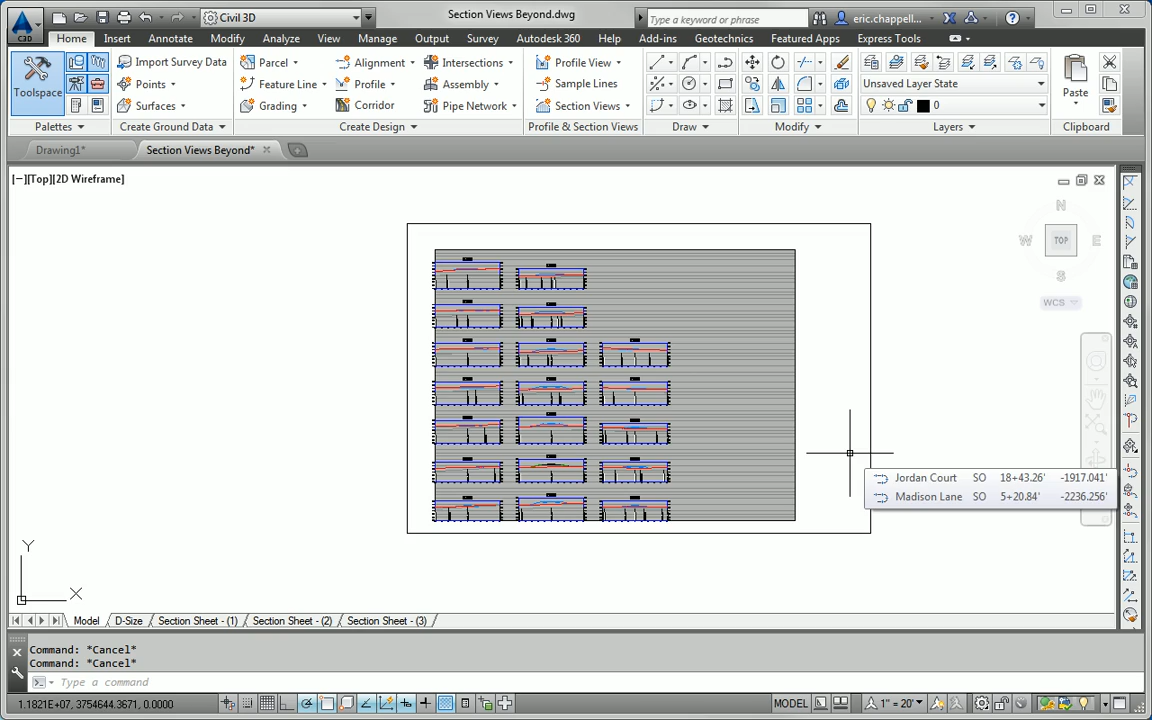 Civil 3D
Section Views Beyond.dwg
Type a keyword or phrase
eric.chappell...
C3D
Home
Insert
Annotate
Modify
Analyze
View
Manage
Output
Survey
Autodesk 360
Help
Add-ins
Geotechnics
Featured Apps
Express Tools
Toolspace
Import Survey Data
Points
Surfaces
Parcel
Feature Line
Grading
Alignment
Profile
Corridor
Intersections
Assembly
Pipe Network
Profile View
Sample Lines
Section Views
Unsaved Layer State
0
Paste
Palettes
Create Ground Data
Create Design
Profile & Section Views
Draw
Modify
Layers
Clipboard
Drawing1*
Section Views Beyond*
[−][Top][2D Wireframe]
N
W
TOP
E
S
WCS
Jordan Court SO 18+43.26' -1917.041'
Madison Lane SO 5+20.84' -2236.256'
Y
X
Model
D-Size
Section Sheet - (1)
Section Sheet - (2)
Section Sheet - (3)
Command: *Cancel*
Command: *Cancel*
Type a command
1.1821E+07, 3754644.3671, 0.0000
MODEL
1" = 20'